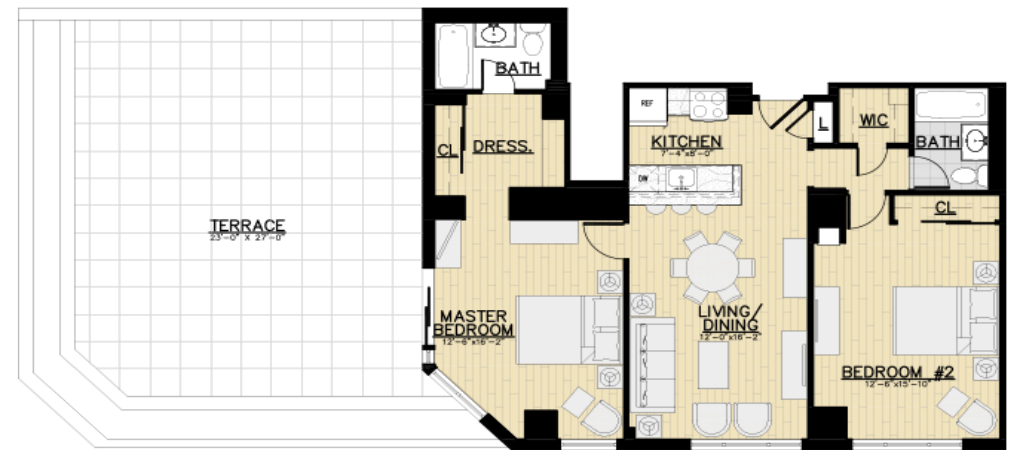 BATH
REF
L
WIC
KITCHEN
7'-4"x8'-0"
BATH
CL
DRESS.
DW
CL
TERRACE
23'-0" X 27'-0"
MASTER
BEDROOM
12'-6"x16'-2"
LIVING/
DINING
12'-0"x16'-2"
BEDROOM #2
12'-6"x15'-10"